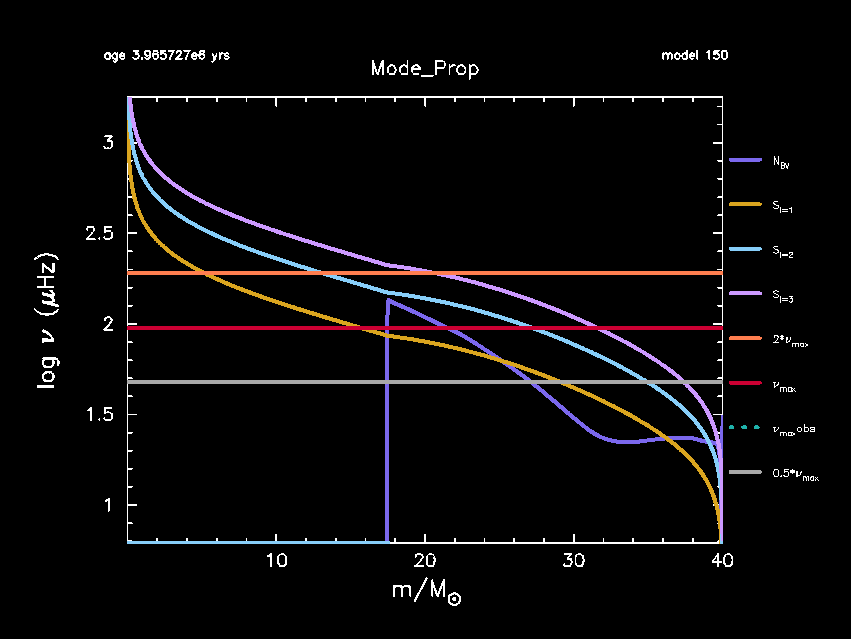 age 3.965727e6 yrs
model 150
Mode_Prop
log ν (μHz)
3
2.5
2
1.5
1
10
20
30
40
m/M☉
N_BV
S_l=1
S_l=2
S_l=3
2*ν_max
ν_max
ν_max obs
0.5*ν_max